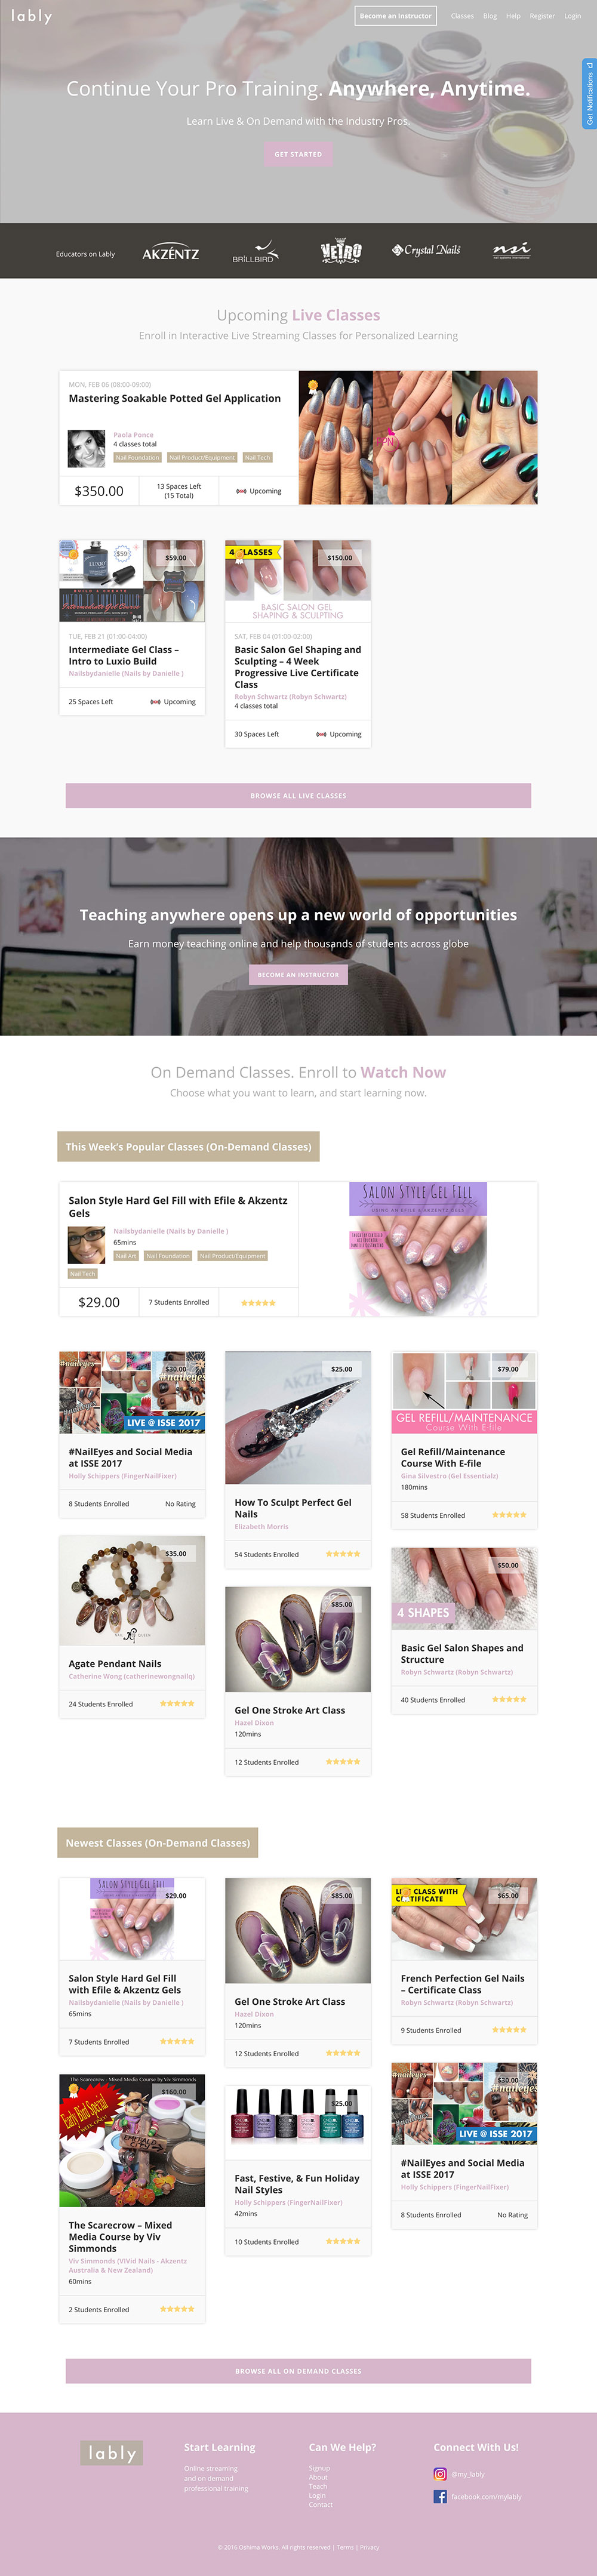 lably
Become an Instructor
Classes
Blog
Help
Register
Login
Continue Your Pro Training. Anywhere, Anytime.
Learn Live & On Demand with the Industry Pros.
GET STARTED
Get Notifications
Educators on Lably
AKZÉNTZ
BRILLBIRD
VETRO
Crystal Nails
nsi
Upcoming Live Classes
Enroll in Interactive Live Streaming Classes for Personalized Learning
MON, FEB 06 (08:00-09:00)
Mastering Soakable Potted Gel Application
Paola Ponce
4 classes total
Nail Foundation
Nail Product/Equipment
Nail Tech
$350.00
13 Spaces Left
(15 Total)
Upcoming
$59
LUXIO
$59.00
BUILD & CREATE
TUE, FEB 21 (01:00-04:00)
Intermediate Gel Class –
Intro to Luxio Build
Nailsbydanielle (Nails by Danielle )
25 Spaces Left
Upcoming
$150.00
BASIC SALON GEL
SHAPING & SCULPTING
SAT, FEB 04 (01:00-02:00)
Basic Salon Gel Shaping and
Sculpting – 4 Week
Progressive Live Certificate
Class
Robyn Schwartz (Robyn Schwartz)
4 classes total
30 Spaces Left
Upcoming
BROWSE ALL LIVE CLASSES
Teaching anywhere opens up a new world of opportunities
Earn money teaching online and help thousands of students across globe
BECOME AN INSTRUCTOR
On Demand Classes. Enroll to Watch Now
Choose what you want to learn, and start learning now.
This Week's Popular Classes (On-Demand Classes)
Salon Style Hard Gel Fill with Efile & Akzentz
Gels
Nailsbydanielle (Nails by Danielle )
65mins
Nail Art
Nail Foundation
Nail Product/Equipment
Nail Tech
$29.00
7 Students Enrolled
SALON STYLE GEL FILL
USING AN EFILE & AKZENTZ GELS
#naileyes
$30.00
#naileyes
LIVE @ ISSE 2017
#NailEyes and Social Media
at ISSE 2017
Holly Schippers (FingerNailFixer)
8 Students Enrolled
No Rating
$25.00
How To Sculpt Perfect Gel
Nails
Elizabeth Morris
54 Students Enrolled
$79.00
GEL REFILL/MAINTENANCE
Course With E-file
Gel Refill/Maintenance
Course With E-file
Gina Silvestro (Gel Essentialz)
180mins
58 Students Enrolled
$35.00
Agate Pendant Nails
Catherine Wong (catherinewongnailq)
24 Students Enrolled
$85.00
Gel One Stroke Art Class
Hazel Dixon
120mins
12 Students Enrolled
$50.00
4 SHAPES
Basic Gel Salon Shapes and
Structure
Robyn Schwartz (Robyn Schwartz)
40 Students Enrolled
Newest Classes (On-Demand Classes)
SALON STYLE GEL FILL
$29.00
Salon Style Hard Gel Fill
with Efile & Akzentz Gels
Nailsbydanielle (Nails by Danielle )
65mins
7 Students Enrolled
$85.00
Gel One Stroke Art Class
Hazel Dixon
120mins
12 Students Enrolled
CLASS WITH
$65.00
French Perfection Gel Nails
– Certificate Class
Robyn Schwartz (Robyn Schwartz)
9 Students Enrolled
The Scarecrow - Mixed Media Course by Viv Simmonds
$160.00
Early Bird Special
The Scarecrow – Mixed
Media Course by Viv
Simmonds
Viv Simmonds (ViVid Nails - Akzentz
Australia & New Zealand)
60mins
2 Students Enrolled
$25.00
Fast, Festive, & Fun Holiday
Nail Styles
Holly Schippers (FingerNailFixer)
42mins
10 Students Enrolled
#naileyes
$30.00
#naileyes
LIVE @ ISSE 2017
#NailEyes and Social Media
at ISSE 2017
Holly Schippers (FingerNailFixer)
8 Students Enrolled
No Rating
BROWSE ALL ON DEMAND CLASSES
lably
Start Learning
Online streaming
and on demand
professional training
Can We Help?
Signup
About
Teach
Login
Contact
Connect With Us!
@my_lably
facebook.com/mylably
© 2016 Dahlma Works. All rights reserved | Terms | Privacy